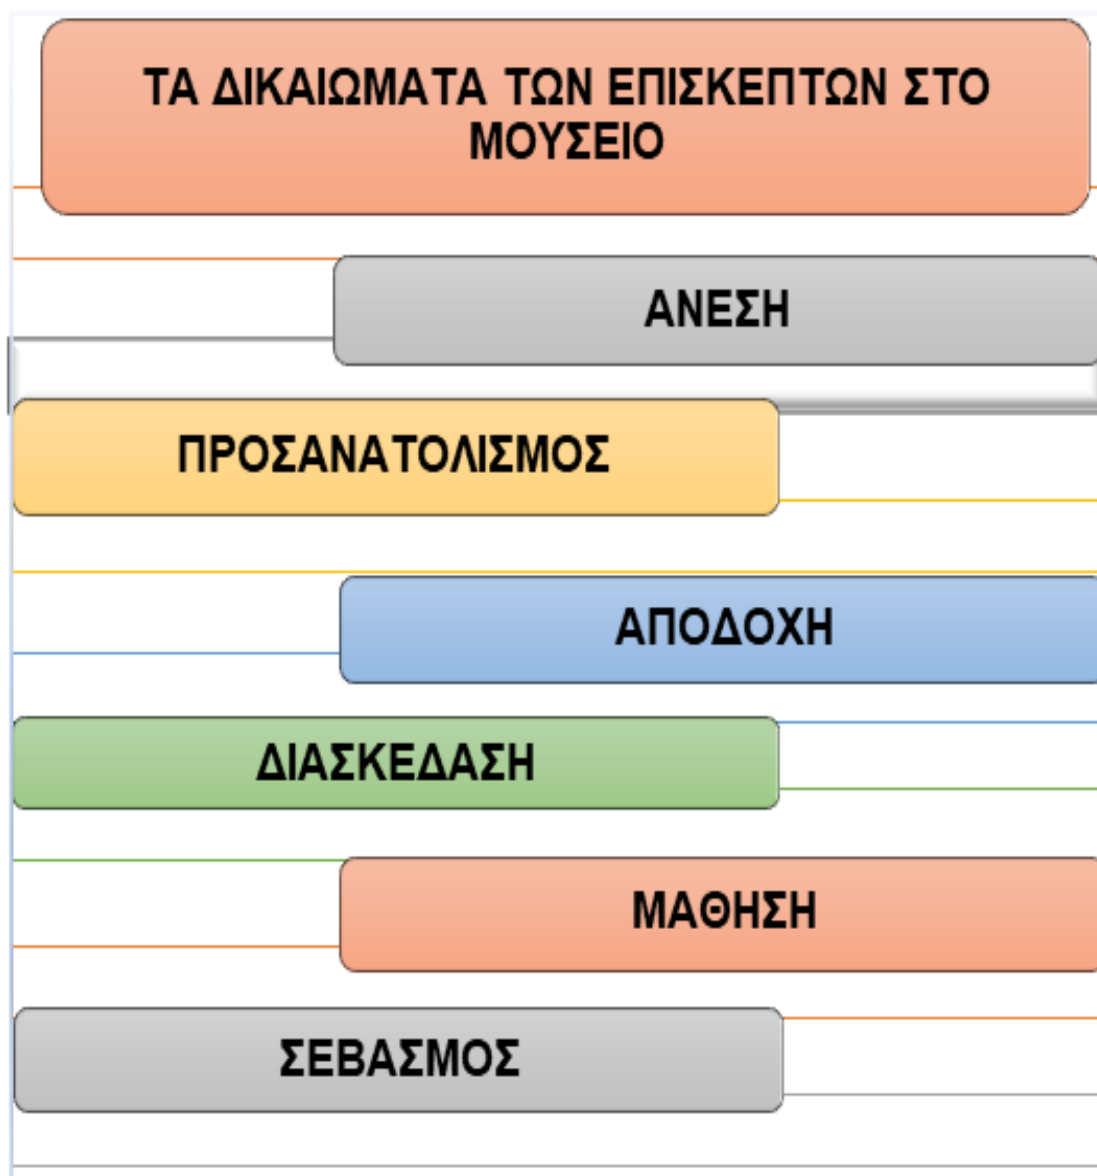 ΤΑ ΔΙΚΑΙΩΜΑΤΑ ΤΩΝ ΕΠΙΣΚΕΠΤΩΝ ΣΤΟ
ΜΟΥΣΕΙΟ
ΑΝΕΣΗ
ΠΡΟΣΑΝΑΤΟΛΙΣΜΟΣ
ΑΠΟΔΟΧΗ
ΔΙΑΣΚΕΔΑΣΗ
ΜΑΘΗΣΗ
ΣΕΒΑΣΜΟΣ